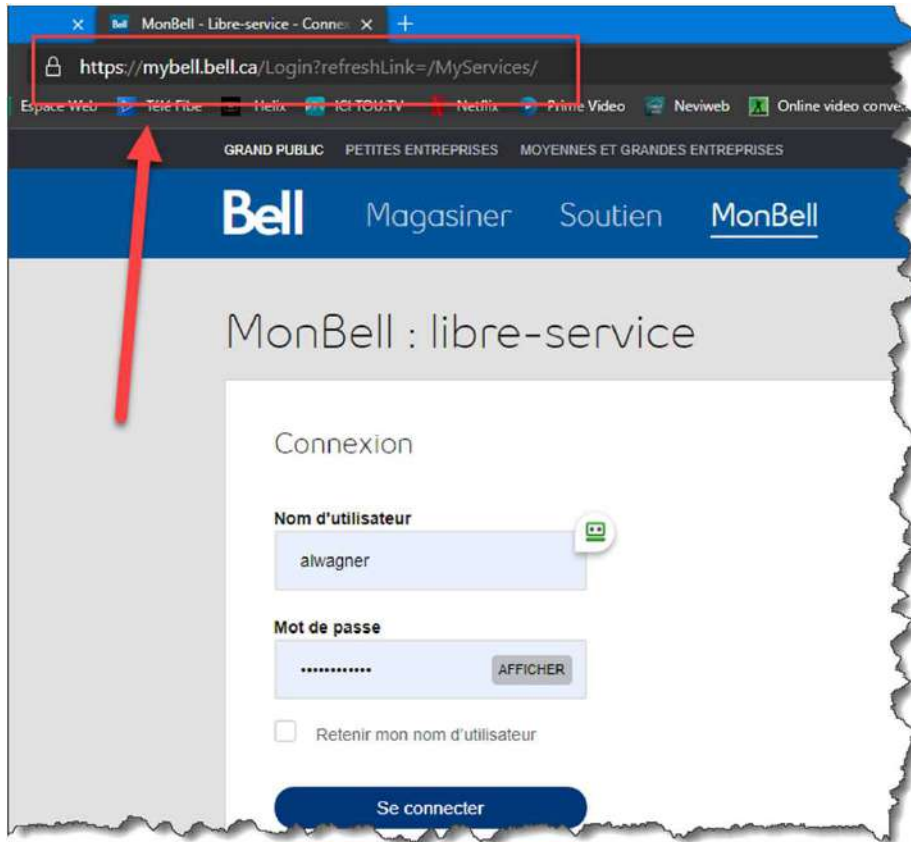 Bell MonBell - Libre-service - Connex
https://mybell.bell.ca/Login?refreshLink=/MyServices/
Espace Web Télé Fibe Helix ICI TOU.TV Netflix Prime Video Neviweb Online video conve...
GRAND PUBLIC PETITES ENTREPRISES MOYENNES ET GRANDES ENTREPRISES
Bell Magasiner Soutien MonBell
MonBell : libre-service
Connexion
Nom d'utilisateur
alwagner
Mot de passe
............ AFFICHER
Retenir mon nom d'utilisateur
Se connecter